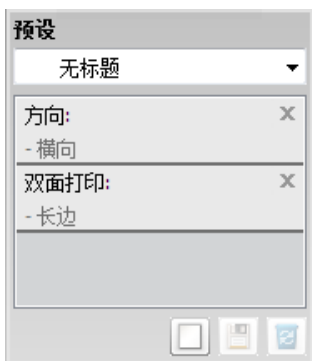 预设
无标题
方向:
- 横向
双面打印:
- 长边